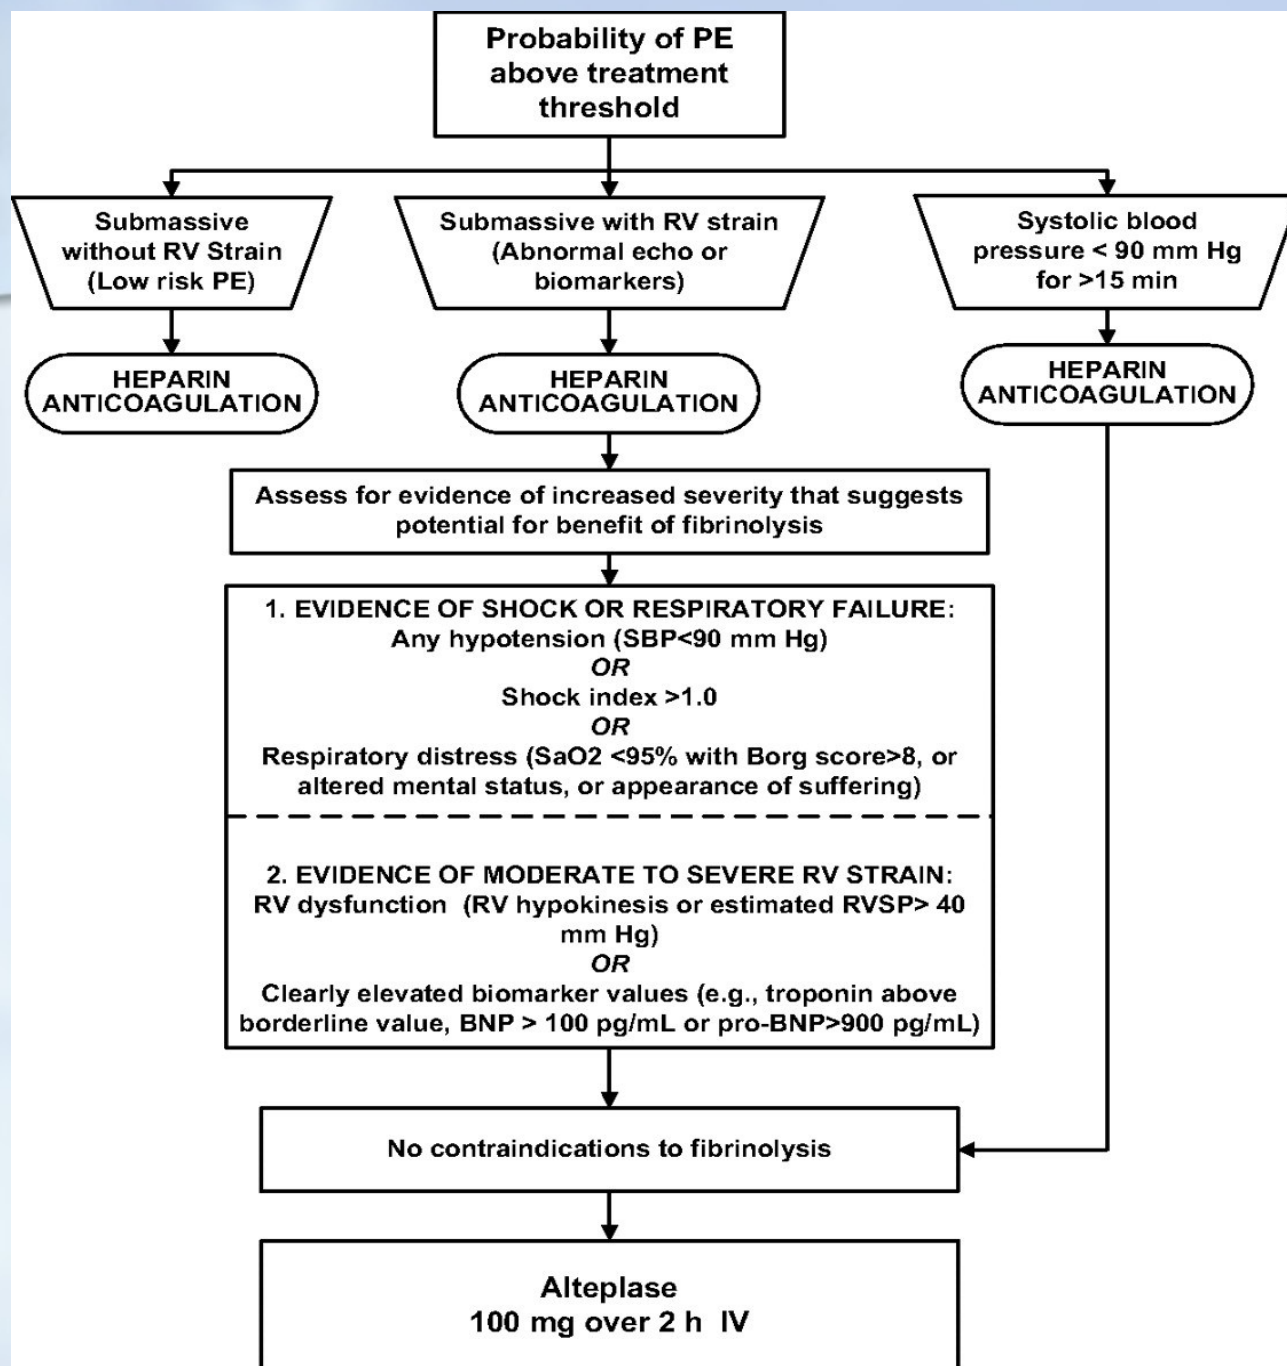 Probability of PE
above treatment
threshold
Submassive
without RV Strain
(Low risk PE)
Submassive with RV strain
(Abnormal echo or
biomarkers)
Systolic blood
pressure < 90 mm Hg
for >15 min
HEPARIN
ANTICOAGULATION
HEPARIN
ANTICOAGULATION
HEPARIN
ANTICOAGULATION
Assess for evidence of increased severity that suggests
potential for benefit of fibrinolysis
1. EVIDENCE OF SHOCK OR RESPIRATORY FAILURE:
Any hypotension (SBP<90 mm Hg)
OR
Shock index >1.0
OR
Respiratory distress (SaO2 <95% with Borg score>8, or
altered mental status, or appearance of suffering)
2. EVIDENCE OF MODERATE TO SEVERE RV STRAIN:
RV dysfunction (RV hypokinesis or estimated RVSP> 40
mm Hg)
OR
Clearly elevated biomarker values (e.g., troponin above
borderline value, BNP > 100 pg/mL or pro-BNP>900 pg/mL)
No contraindications to fibrinolysis
Alteplase
100 mg over 2 h IV